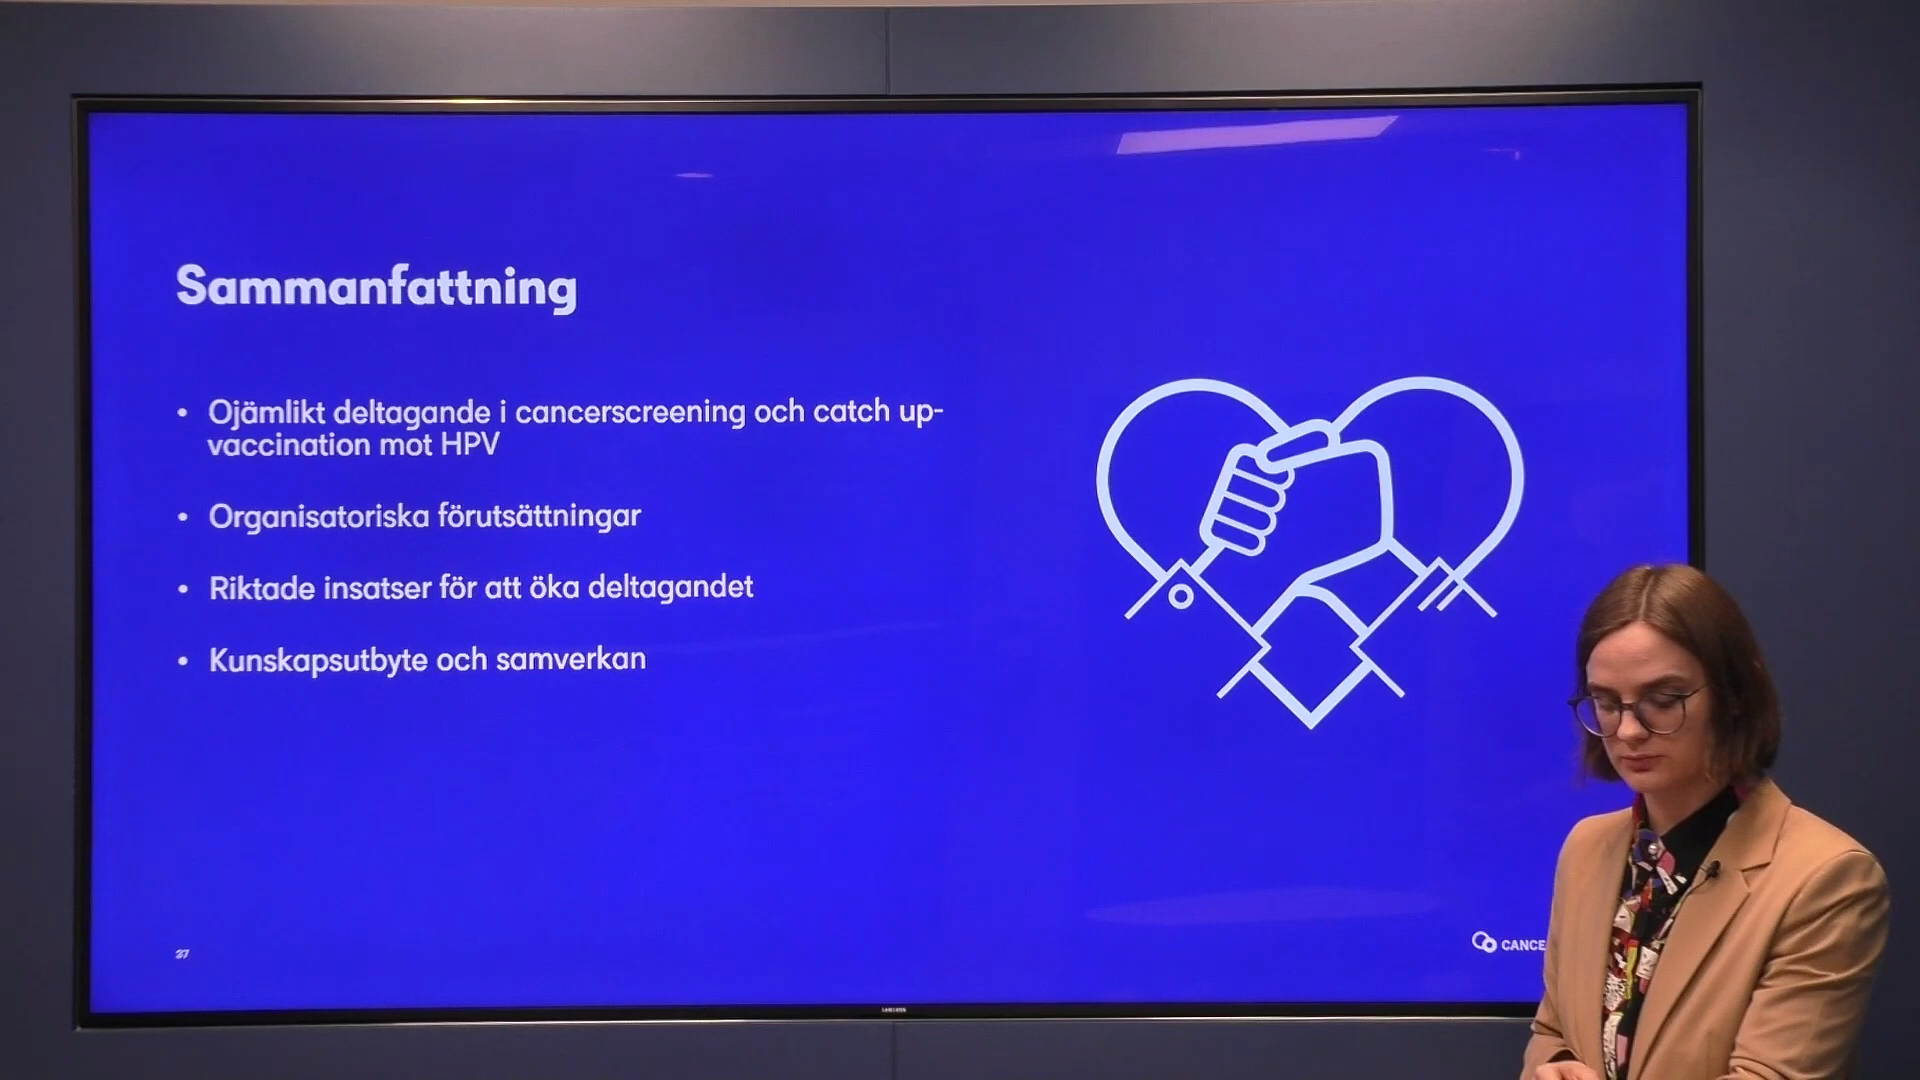 Sammanfattning
• Ojämlikt deltagande i cancerscreening och catch up-
vaccination mot HPV
• Organisatoriska förutsättningar
• Riktade insatser för att öka deltagandet
• Kunskapsutbyte och samverkan
27
CANCE